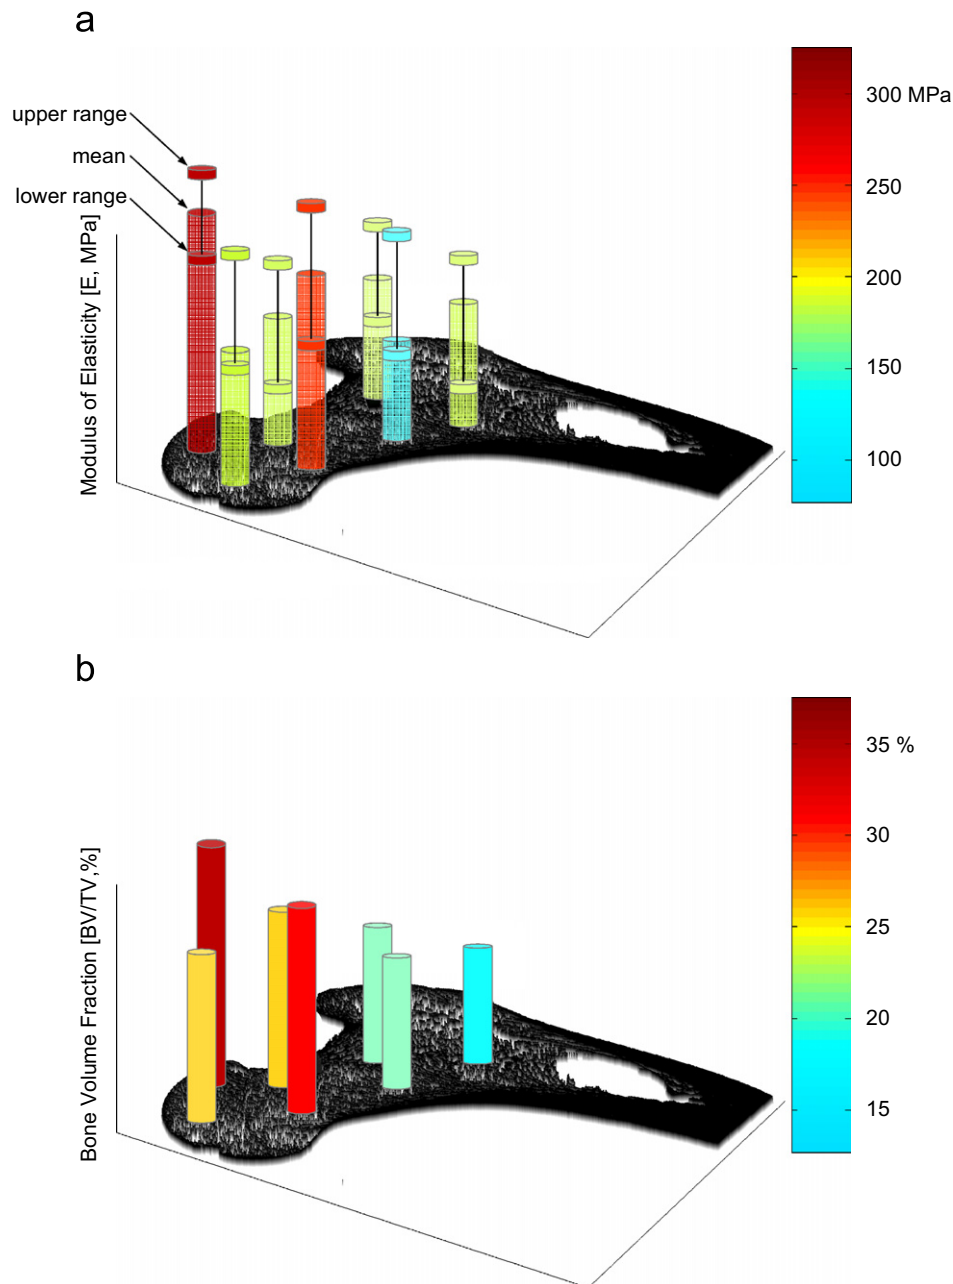 a
upper range
mean
lower range
Modulus of Elasticity [E, MPa]
300 MPa
250
200
150
100
b
Bone Volume Fraction [BV/TV,%]
35 %
30
25
20
15